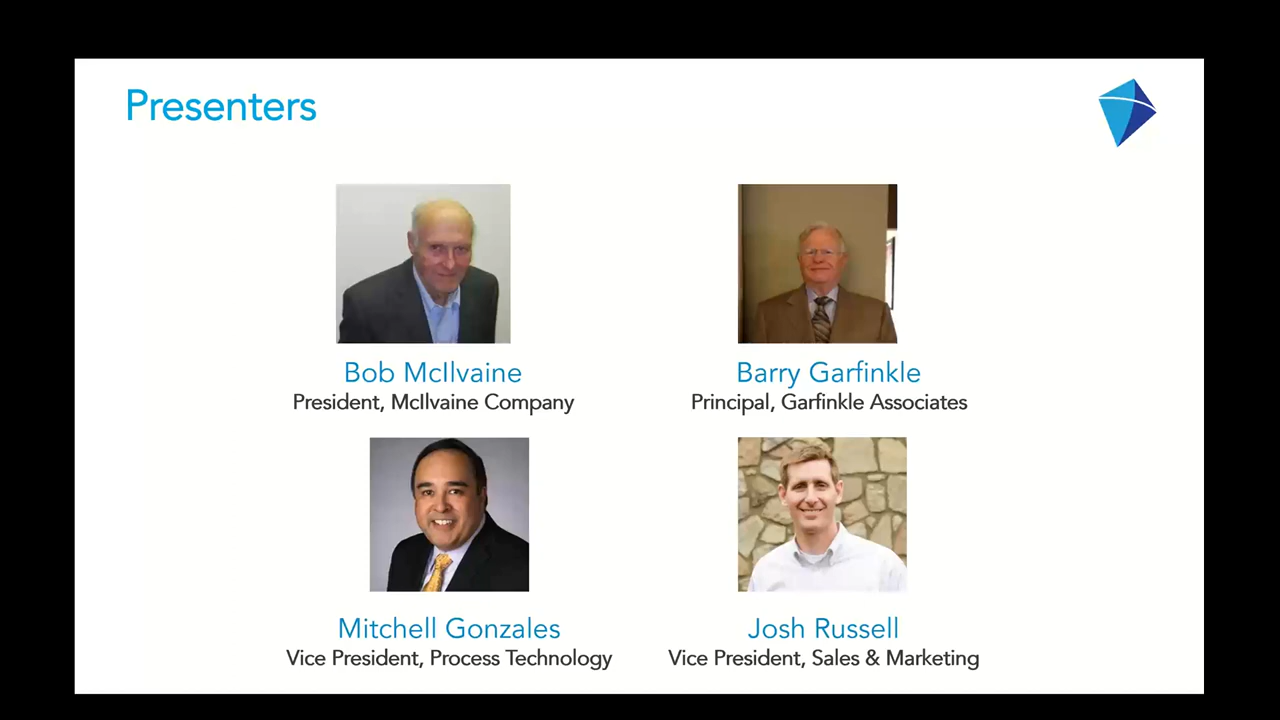 Presenters
Bob McIlvaine
President, McIlvaine Company
Barry Garfinkle
Principal, Garfinkle Associates
Mitchell Gonzales
Vice President, Process Technology
Josh Russell
Vice President, Sales & Marketing